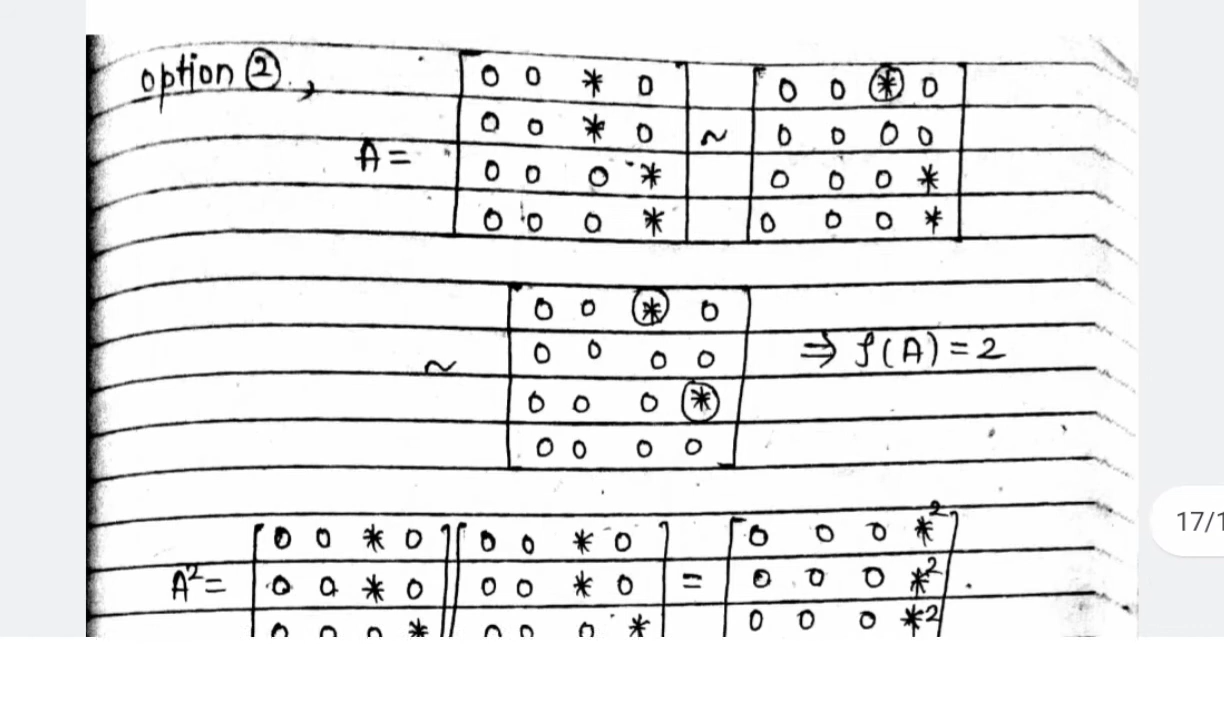 option ②.,
A = [ 0 0 * 0 ] ~ [ 0 0 ⊛ 0 ]
[ 0 0 * 0 ] [ 0 0 0 0 ]
[ 0 0 0 * ] [ 0 0 0 * ]
[ 0 0 0 * ] [ 0 0 0 * ]
~ [ 0 0 ⊛ 0 ]
[ 0 0 0 0 ] ⇒ ρ(A) = 2
[ 0 0 0 ⊛ ]
[ 0 0 0 0 ]
A² = [ 0 0 * 0 ] [ 0 0 * 0 ] = [ 0 0 0 *² ]
[ 0 0 * 0 ] [ 0 0 * 0 ] [ 0 0 0 *² ] .
[ 0 0 0 * ] [ 0 0 0 * ] [ 0 0 0 *² ]
17/1